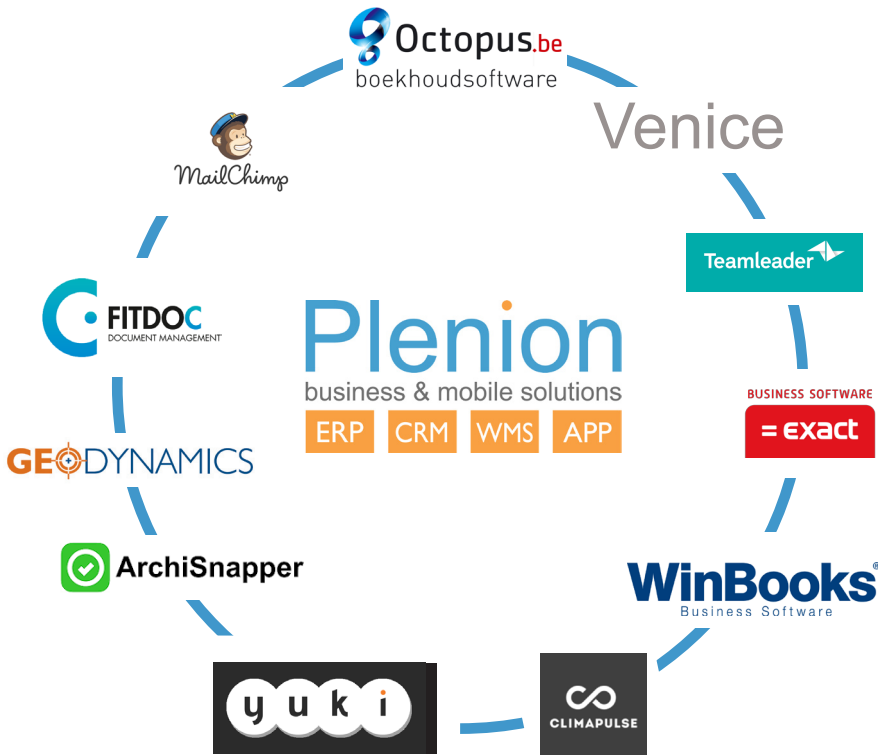 Octopus.be
boekhoudsoftware
Venice
MailChimp
Teamleader
FITDOC
DOCUMENT MANAGEMENT
Plenion
business & mobile solutions
ERP CRM WMS APP
BUSINESS SOFTWARE
= exact
GEODYNAMICS
ArchiSnapper
WinBooks®
Business Software
yuki
CLIMAPULSE